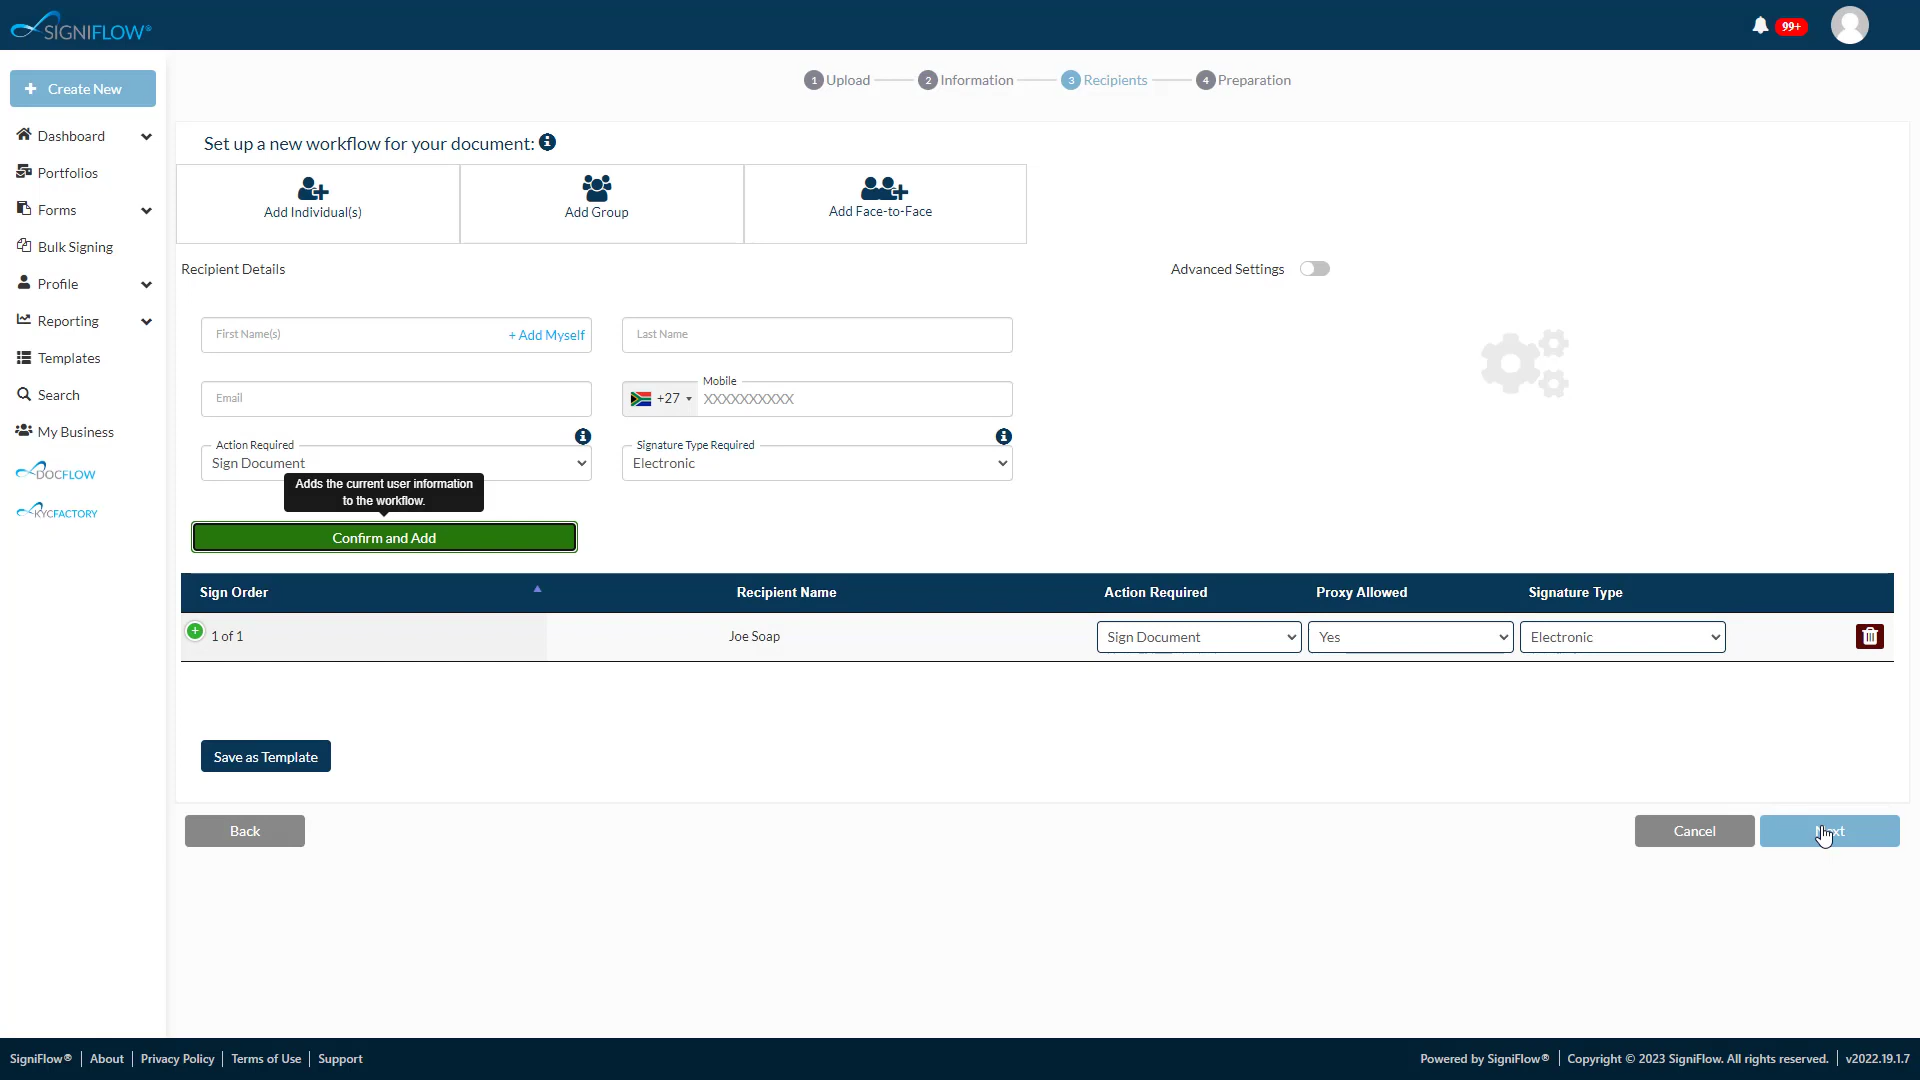 SIGNIFLOW®
99+
Create New
1 Upload
2 Information
3 Recipients
4 Preparation
Dashboard
Portfolios
Forms
Bulk Signing
Profile
Reporting
Templates
Search
My Business
DOCFLOW
KYCFACTORY
Set up a new workflow for your document:
Add Individual(s)
Add Group
Add Face-to-Face
Recipient Details
Advanced Settings
First Name(s)
+ Add Myself
Last Name
Email
Mobile
+27
XXXXXXXXXX
Action Required
Sign Document
Signature Type Required
Electronic
Adds the current user information
to the workflow.
Confirm and Add
Sign Order
Recipient Name
Action Required
Proxy Allowed
Signature Type
1 of 1
Joe Soap
Sign Document
Yes
Electronic
Save as Template
Back
Cancel
Next
SigniFlow® | About | Privacy Policy | Terms of Use | Support
Powered by SigniFlow® | Copyright © 2023 SigniFlow. All rights reserved. | v2022.19.1.7